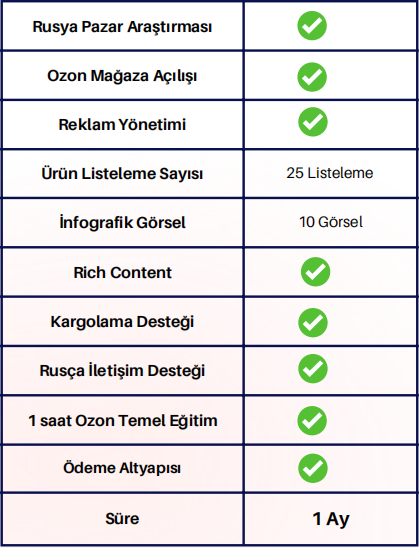 Rusya Pazar Araştırması
Ozon Mağaza Açılışı
Reklam Yönetimi
Ürün Listeleme Sayısı 25 Listeleme
İnfografik Görsel 10 Görsel
Rich Content
Kargolama Desteği
Rusça İletişim Desteği
1 saat Ozon Temel Eğitim
Ödeme Altyapısı
Süre 1 Ay